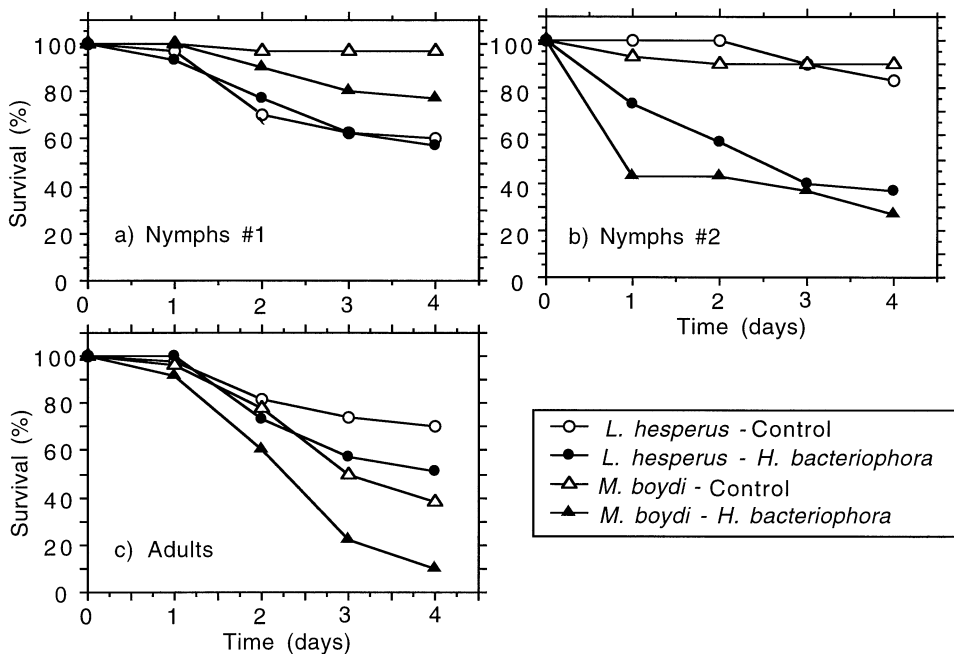 100
80
60
40
20
0
Survival (%)
a) Nymphs #1
0 1 2 3 4
100
80
60
40
20
0
b) Nymphs #2
0 1 2 3 4
Time (days)
100
80
60
40
20
0
Survival (%)
c) Adults
0 1 2 3 4
Time (days)
L. hesperus - Control
L. hesperus - H. bacteriophora
M. boydi - Control
M. boydi - H. bacteriophora